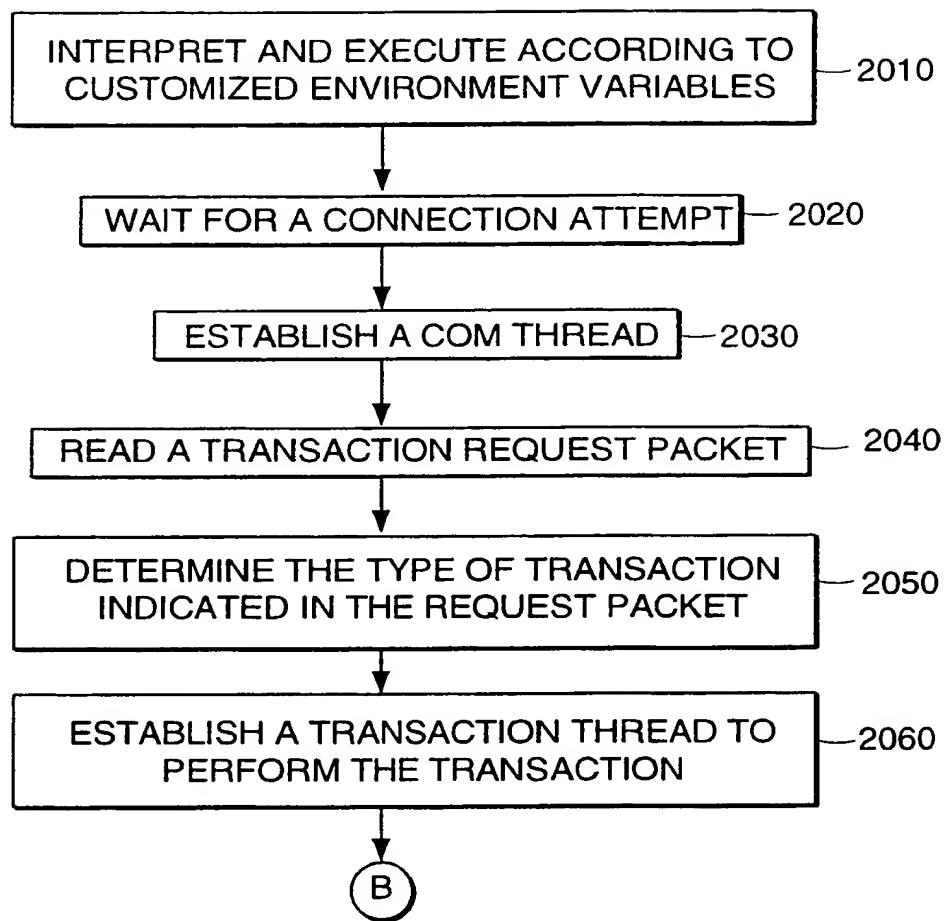 INTERPRET AND EXECUTE ACCORDING TO
CUSTOMIZED ENVIRONMENT VARIABLES
2010
WAIT FOR A CONNECTION ATTEMPT
2020
ESTABLISH A COM THREAD
2030
READ A TRANSACTION REQUEST PACKET
2040
DETERMINE THE TYPE OF TRANSACTION
INDICATED IN THE REQUEST PACKET
2050
ESTABLISH A TRANSACTION THREAD TO
PERFORM THE TRANSACTION
2060
B